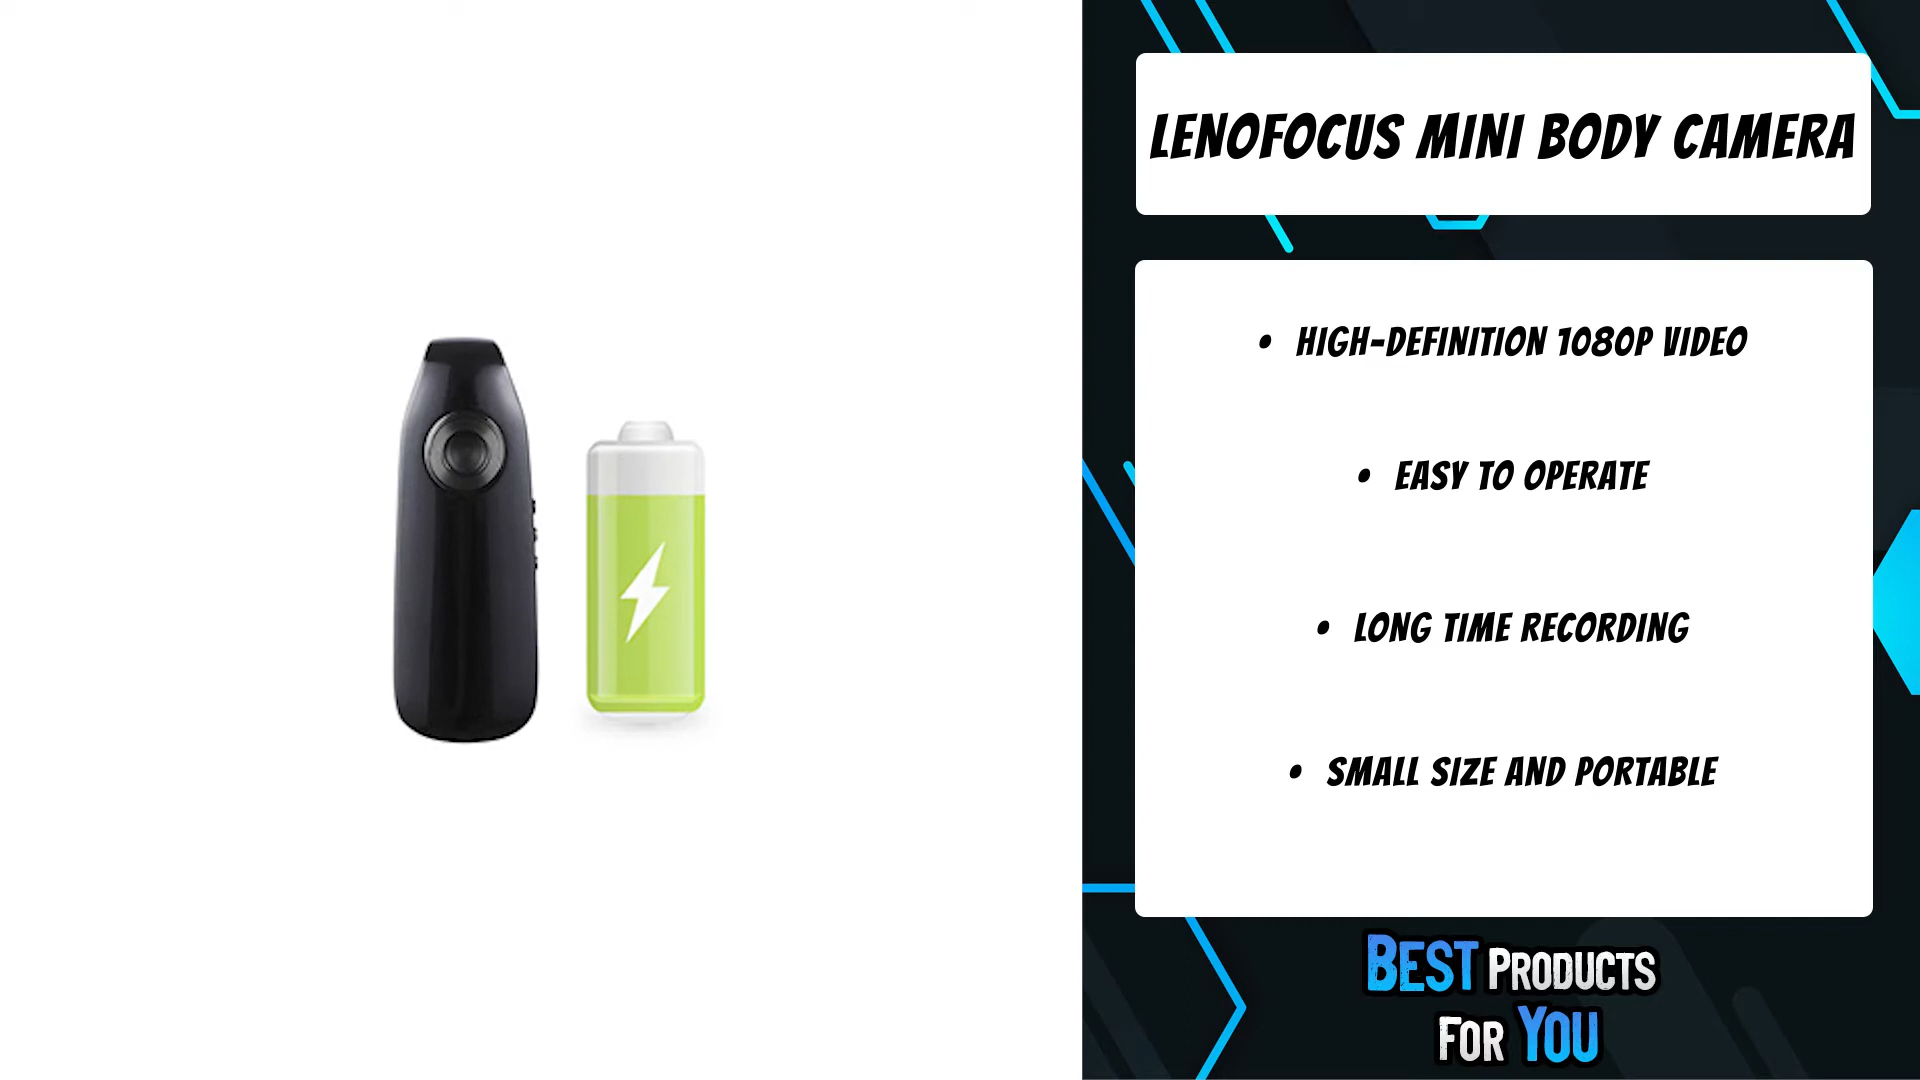 LENOFOCUS MINI BODY CAMERA
• HIGH-DEFINITION 1080P VIDEO
• EASY TO OPERATE
• LONG TIME RECORDING
• SMALL SIZE AND PORTABLE
BEST PRODUCTS
FOR YOU